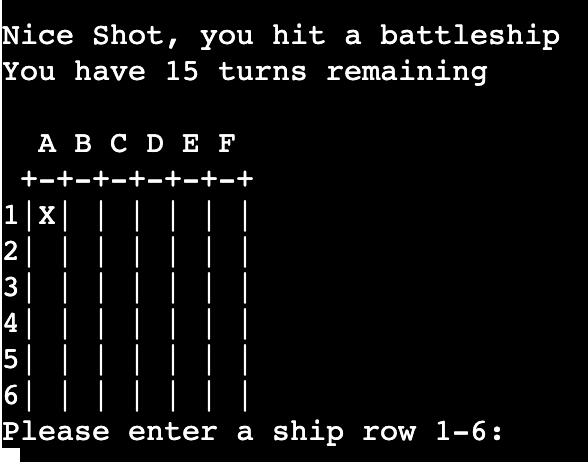 Nice Shot, you hit a battleship
You have 15 turns remaining
  A B C D E F
 +-+-+-+-+-+-+
1|X| | | | | |
2| | | | | | |
3| | | | | | |
4| | | | | | |
5| | | | | | |
6| | | | | | |
Please enter a ship row 1-6: